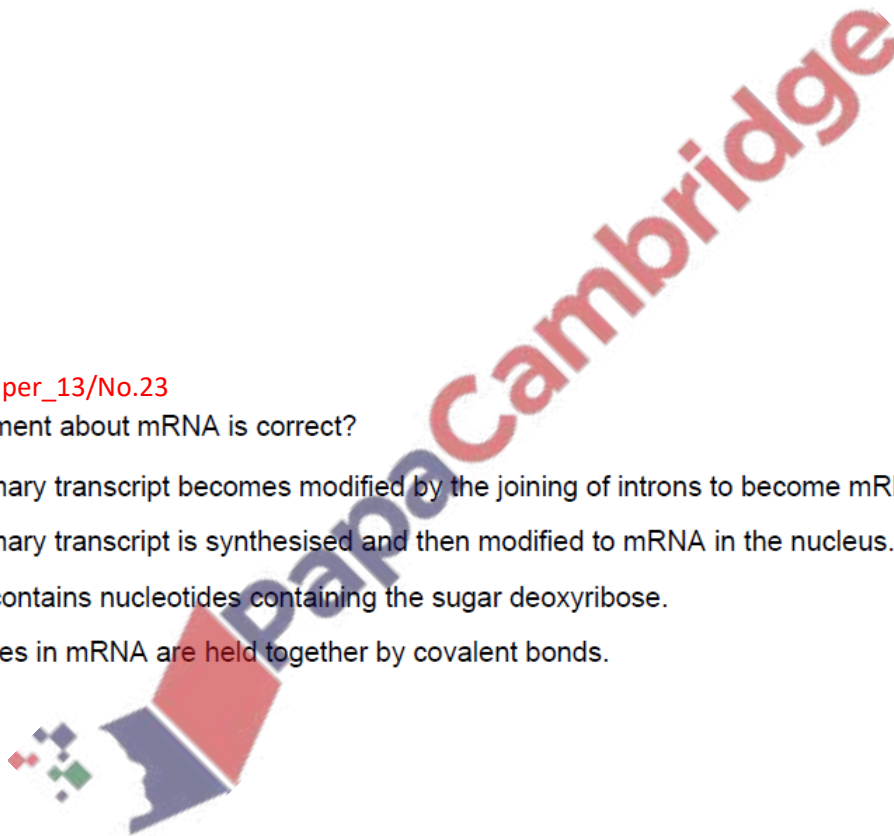 per_13/No.23
ment about mRNA is correct?
nary transcript becomes modified by the joining of introns to become mR
nary transcript is synthesised and then modified to mRNA in the nucleus.
contains nucleotides containing the sugar deoxyribose.
es in mRNA are held together by covalent bonds.
PapaCambridge